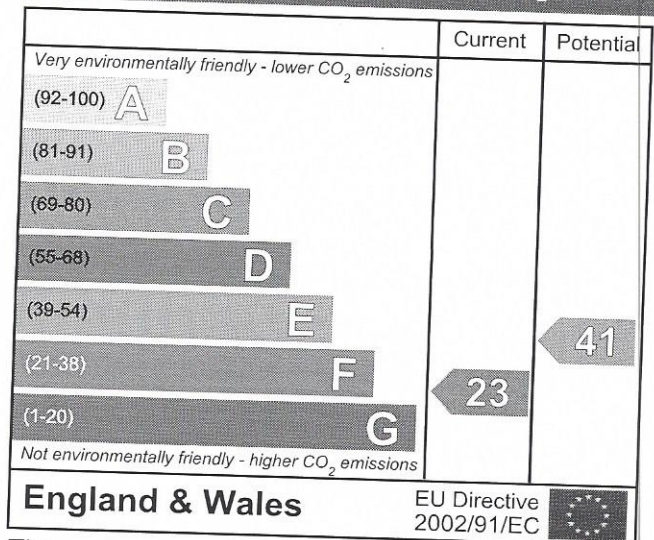 Current Potential
Very environmentally friendly - lower CO2 emissions
(92-100) A
(81-91) B
(69-80) C
(55-68) D
(39-54) E
41
(21-38) F
23
(1-20) G
Not environmentally friendly - higher CO2 emissions
England & Wales
EU Directive
2002/91/EC